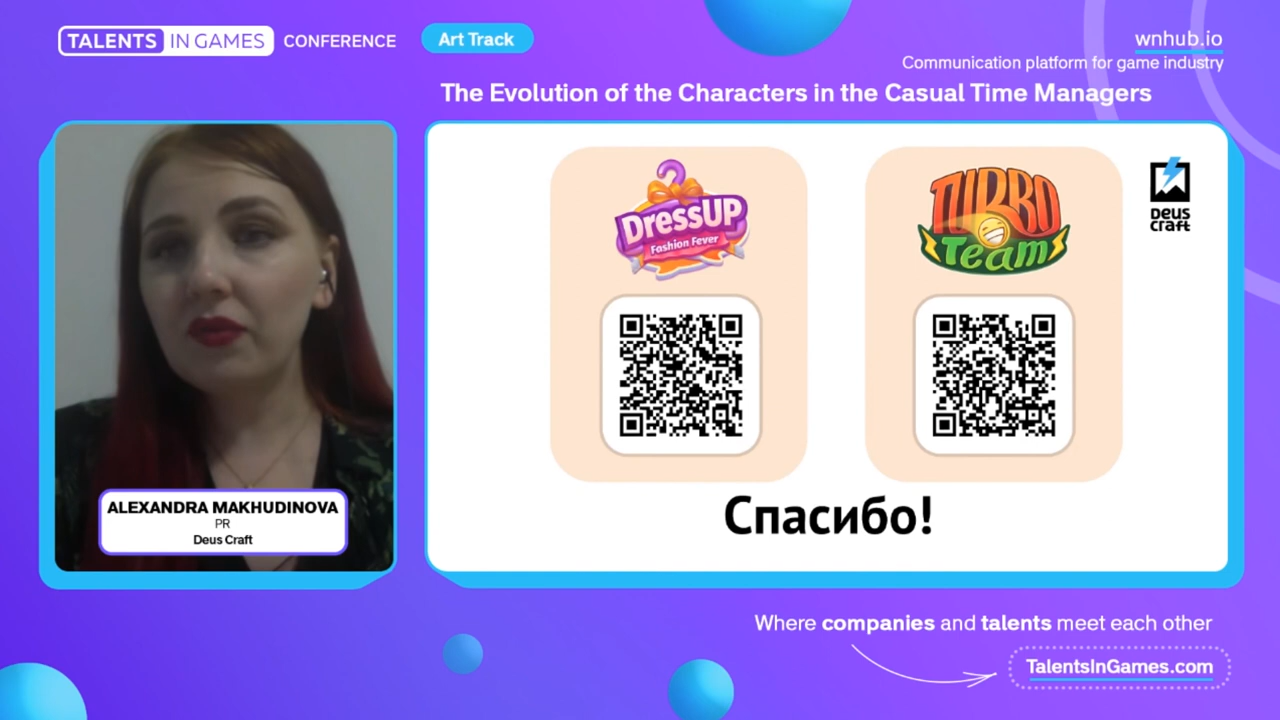 TALENTS IN GAMES CONFERENCE
Art Track
wnhub.io
Communication platform for game industry
The Evolution of the Characters in the Casual Time Managers
DressUP
Fashion Fever
TURBO
Team
DEUS
craft
ALEXANDRA MAKHUDINOVA
PR
Deus Craft
Спасибо!
Where companies and talents meet each other
TalentsInGames.com